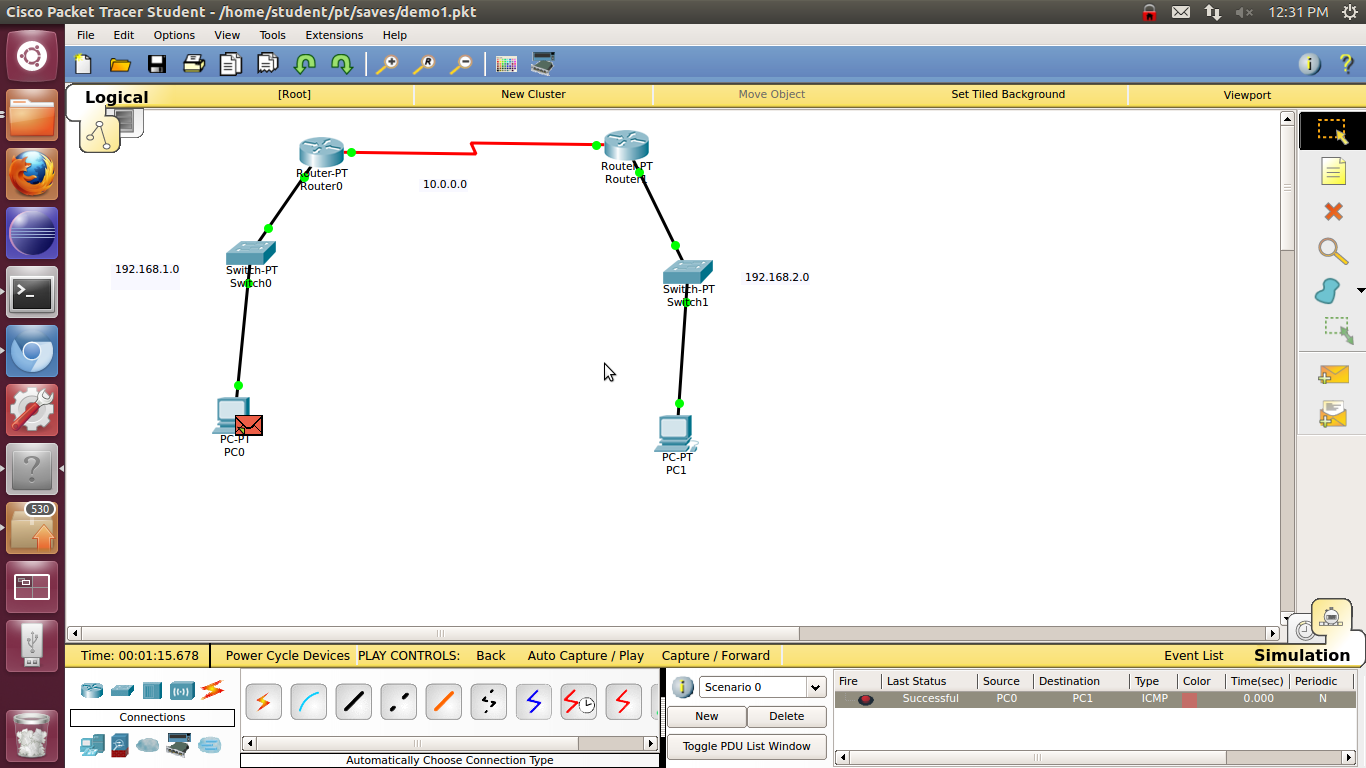 Cisco Packet Tracer Student - /home/student/pt/saves/demo1.pkt
12:31 PM
File Edit Options View Tools Extensions Help
R
i ?
Logical
[Root] New Cluster Move Object Set Tiled Background Viewport
Router-PT
Router0
10.0.0.0
Router-PT
Router1
Switch-PT
Switch0
192.168.1.0
Switch-PT
Switch1
192.168.2.0
PC-PT
PC0
PC-PT
PC1
530
Time: 00:01:15.678 Power Cycle Devices PLAY CONTROLS: Back Auto Capture / Play Capture / Forward Event List Simulation
Connections
Automatically Choose Connection Type
i Scenario 0
New Delete
Toggle PDU List Window
Fire Last Status Source Destination Type Color Time(sec) Periodic
Successful PC0 PC1 ICMP 0.000 N